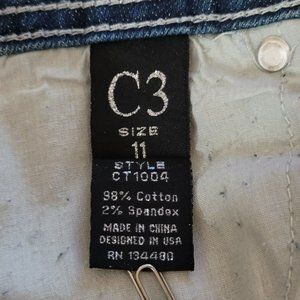 C3
SIZE
11
STYLE
CT1004
98% Cotton
2% Spandex
MADE IN CHINA
DESIGNED IN USA
RN 134480